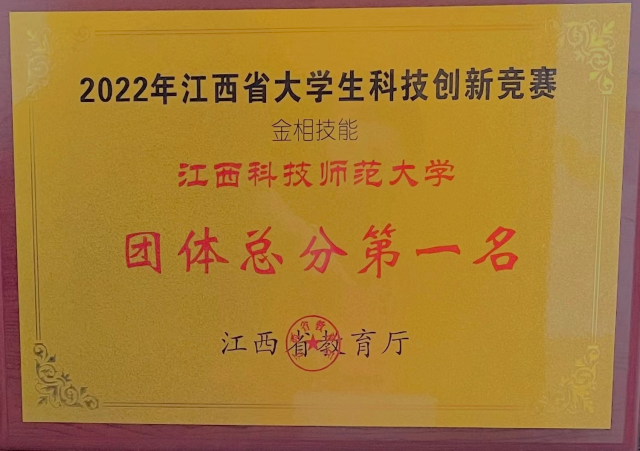 2022年江西省大学生科技创新竞赛
金相技能
江西科技师范大学
团体总分第一名
江西省教育厅